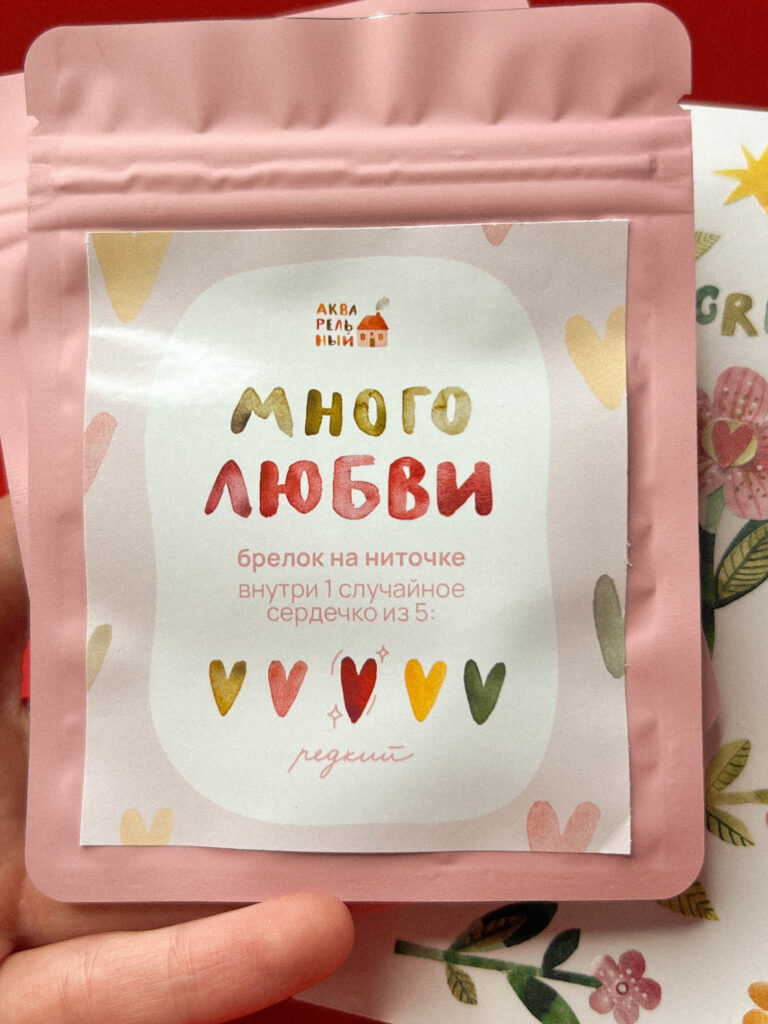 АКВА
РЕЛЬ
НЫЙ
МНОГО
ЛЮБВИ
брелок на ниточке
внутри 1 случайное
сердечко из 5:
редкий
GR